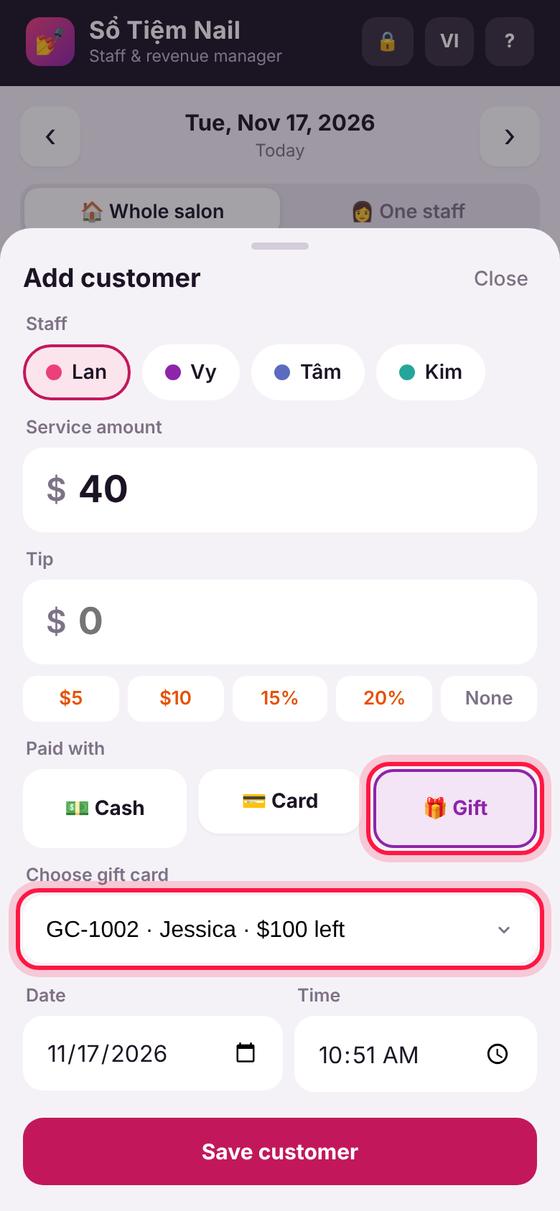 Sổ Tiệm Nail
Staff & revenue manager
VI
?
Tue, Nov 17, 2026
Today
Whole salon
One staff
Add customer
Close
Staff
Lan
Vy
Tâm
Kim
Service amount
$ 40
Tip
$ 0
$5
$10
15%
20%
None
Paid with
Cash
Card
Gift
Choose gift card
GC-1002 · Jessica · $100 left
Date
Time
11/17/2026
10:51 AM
Save customer